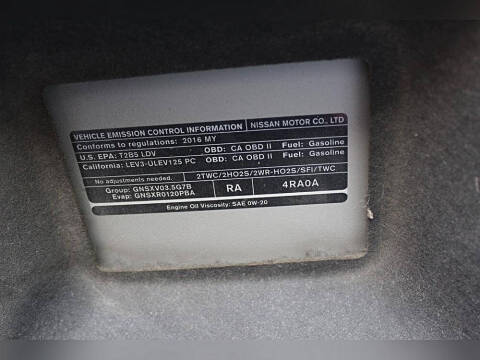 VEHICLE EMISSION CONTROL INFORMATION NISSAN MOTOR CO., LTD
Conforms to regulations: 2016 MY
U.S. EPA: T2B5 LDV OBD: CA OBD II Fuel: Gasoline
California: LEV3-ULEV125 PC OBD: CA OBD II Fuel: Gasoline
No adjustments needed. 2TWC/2HO2S/2WR-HO2S/SFI/TWC
Group: GNSXV03.5G7B RA 4RA0A
Evap: GNSXR0120PBA
Engine Oil Viscosity: SAE 0W-20